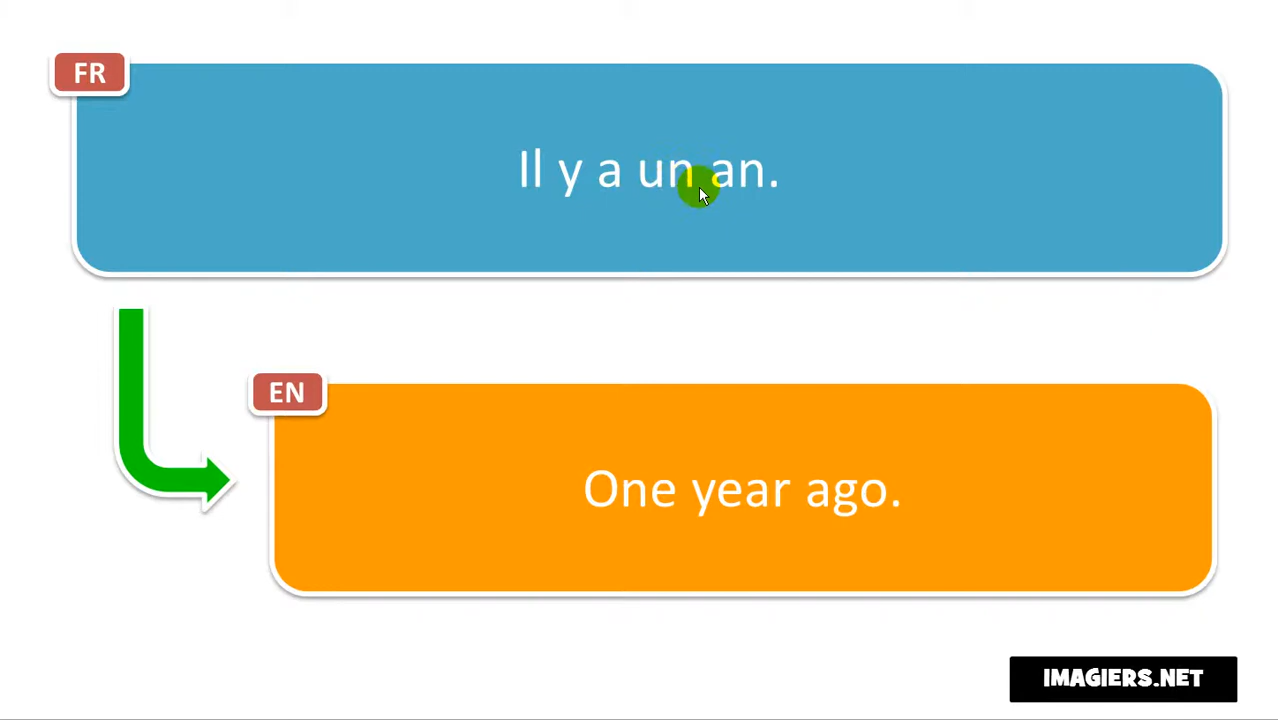 FR
Il y a un an.
EN
One year ago.
IMAGIERS.NET